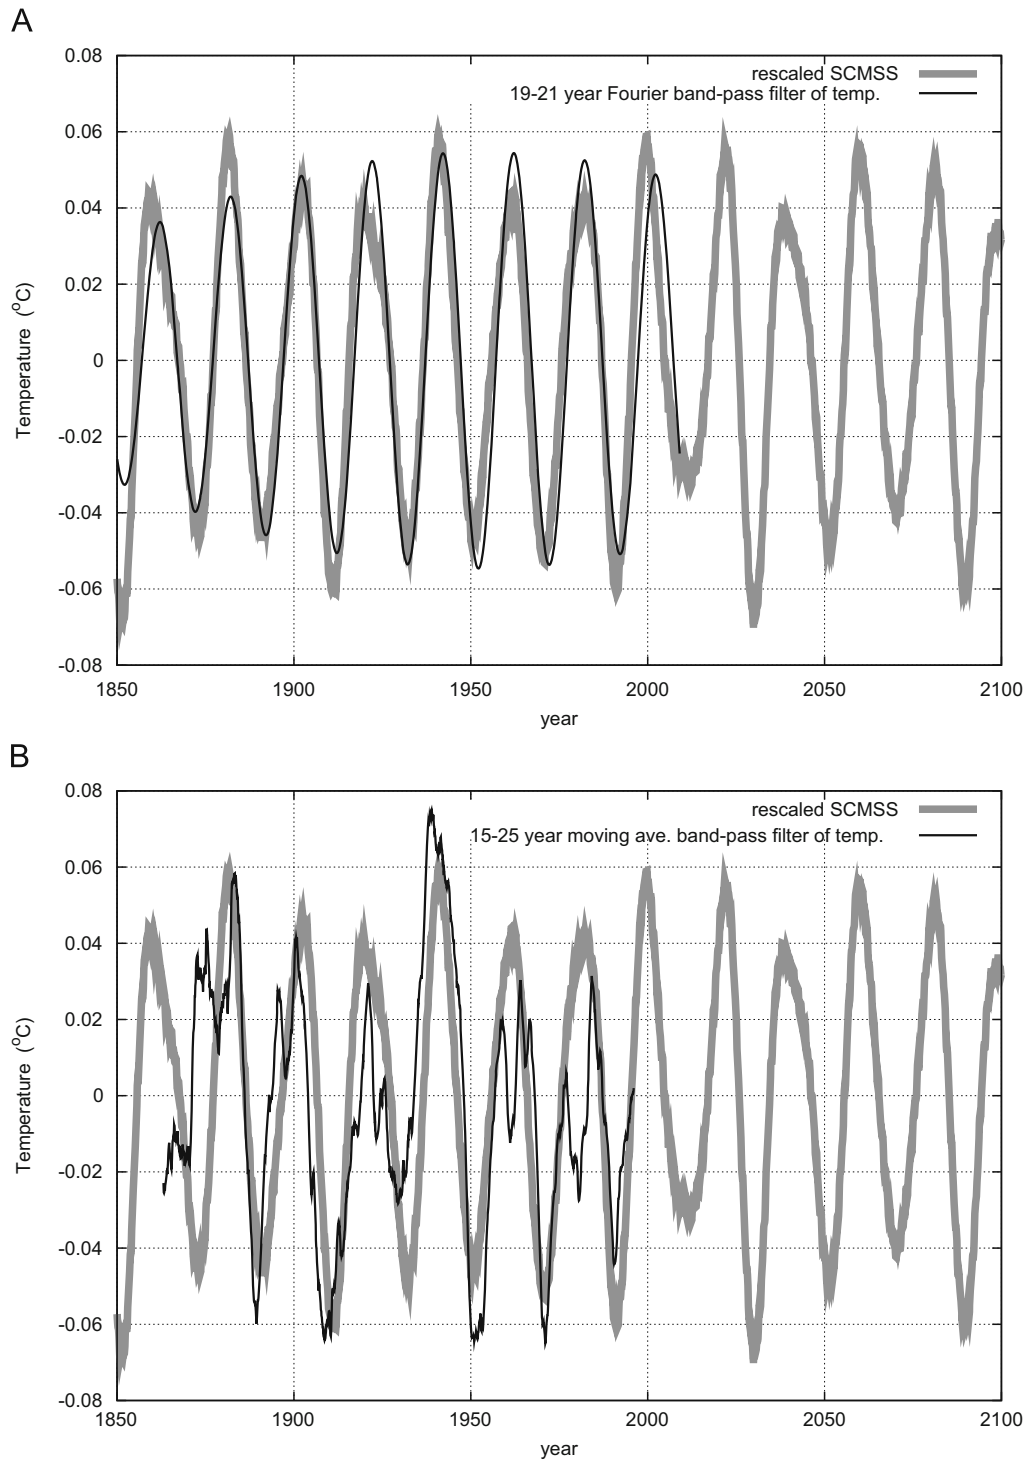 A
0.08
rescaled SCMSS
19-21 year Fourier band-pass filter of temp.
0.06
0.04
0.02
0
-0.02
-0.04
-0.06
-0.08
Temperature (°C)
1850 1900 1950 2000 2050 2100
year
B
0.08
rescaled SCMSS
15-25 year moving ave. band-pass filter of temp.
0.06
0.04
0.02
0
-0.02
-0.04
-0.06
-0.08
Temperature (°C)
1850 1900 1950 2000 2050 2100
year